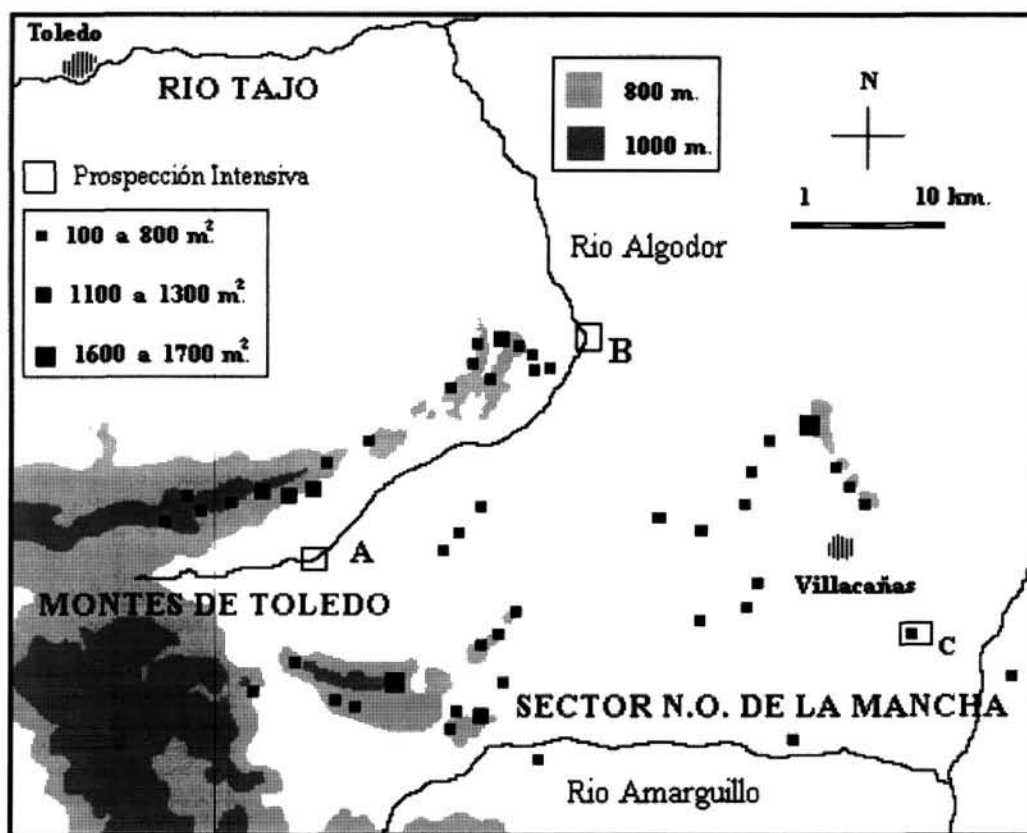 Toledo
RIO TAJO
800 m.
1000 m.
N
Prospección Intensiva
1 10 km.
100 a 800 m².
1100 a 1300 m².
1600 a 1700 m².
Rio Algodor
B
A
MONTES DE TOLEDO
Villacañas
C
SECTOR N.O. DE LA MANCHA
Rio Amarguillo